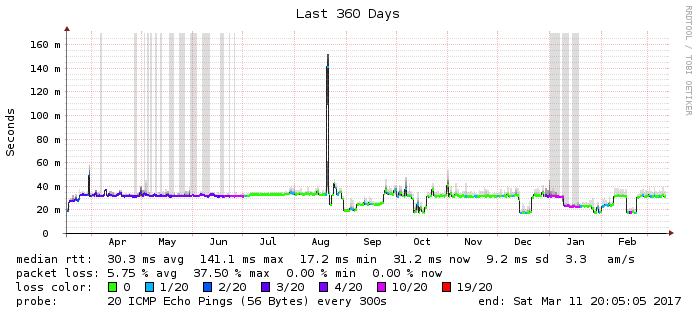 Last 360 Days
RRDTOOL / TOBI OETIKER
Seconds
160 m
140 m
120 m
100 m
80 m
60 m
40 m
20 m
0
Apr May Jun Jul Aug Sep Oct Nov Dec Jan Feb
median rtt: 30.3 ms avg 141.1 ms max 17.2 ms min 31.2 ms now 9.2 ms sd 3.3 am/s
packet loss: 5.75 % avg 37.50 % max 0.00 % min 0.00 % now
loss color: 0 1/20 2/20 3/20 4/20 10/20 19/20
probe: 20 ICMP Echo Pings (56 Bytes) every 300s end: Sat Mar 11 20:05:05 2017